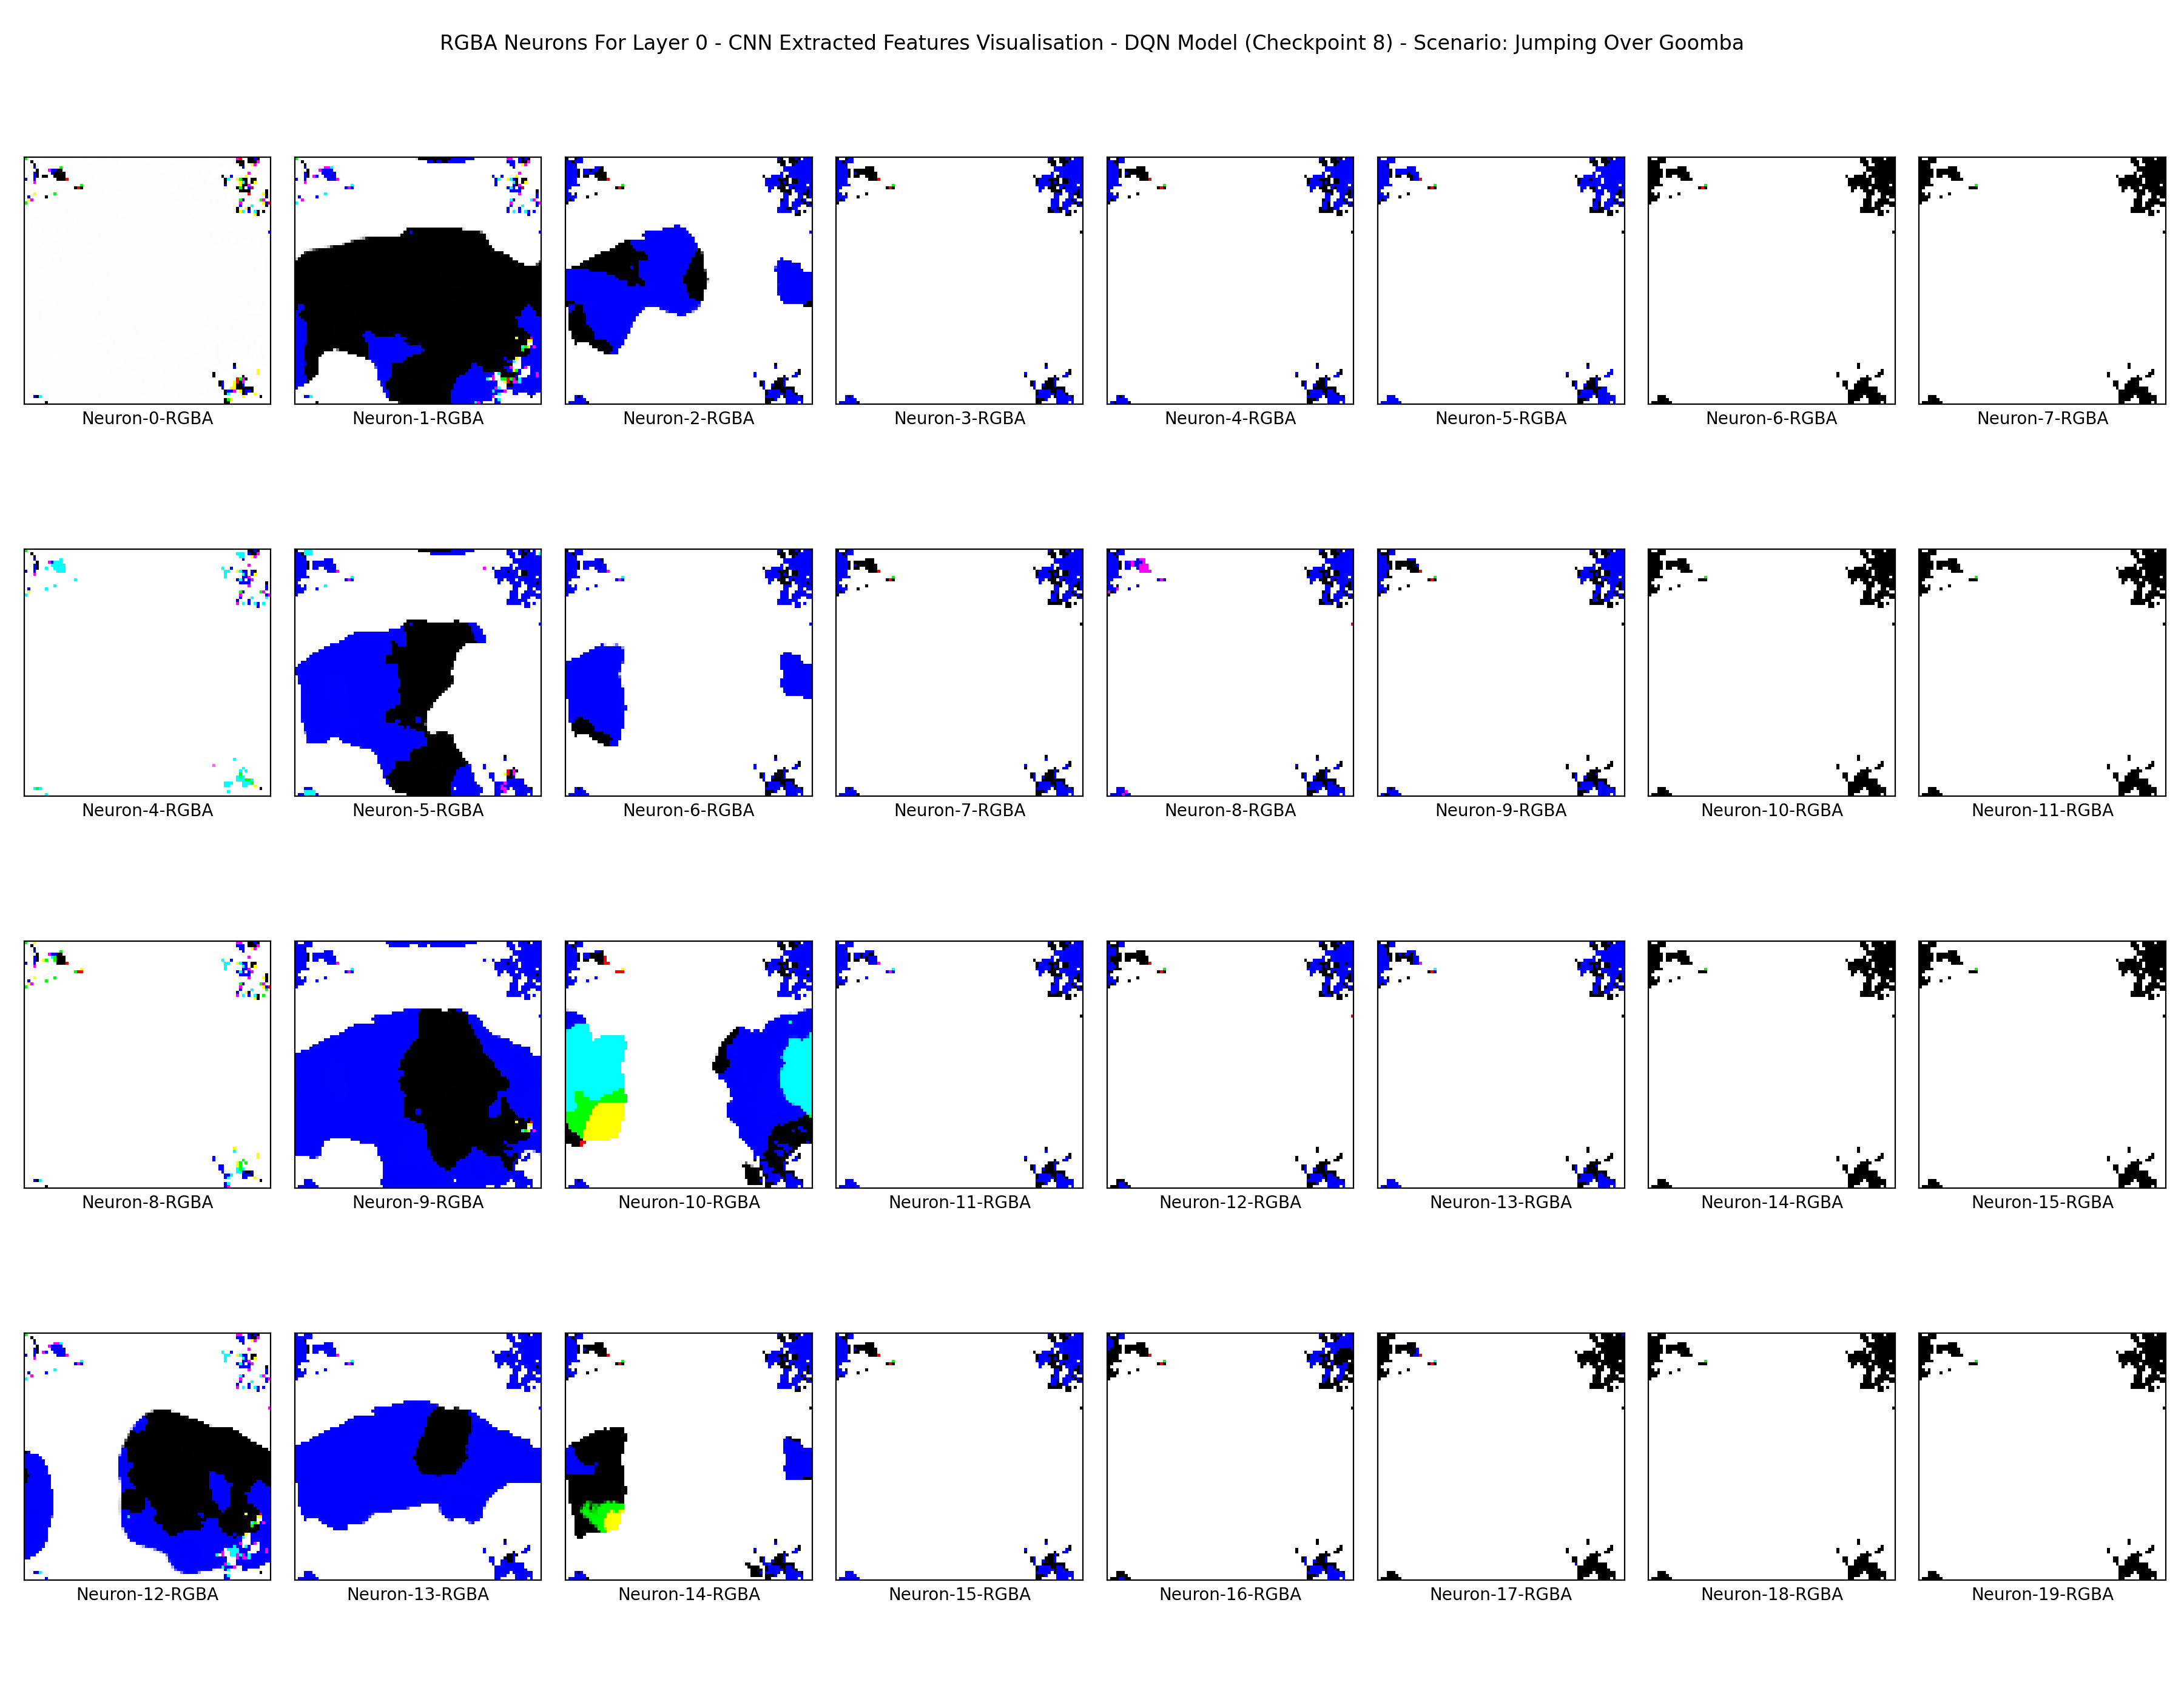 RGBA Neurons For Layer 0 - CNN Extracted Features Visualisation - DQN Model (Checkpoint 8) - Scenario: Jumping Over Goomba
Neuron-0-RGBA Neuron-1-RGBA Neuron-2-RGBA Neuron-3-RGBA Neuron-4-RGBA Neuron-5-RGBA Neuron-6-RGBA Neuron-7-RGBA
Neuron-4-RGBA Neuron-5-RGBA Neuron-6-RGBA Neuron-7-RGBA Neuron-8-RGBA Neuron-9-RGBA Neuron-10-RGBA Neuron-11-RGBA
Neuron-8-RGBA Neuron-9-RGBA Neuron-10-RGBA Neuron-11-RGBA Neuron-12-RGBA Neuron-13-RGBA Neuron-14-RGBA Neuron-15-RGBA
Neuron-12-RGBA Neuron-13-RGBA Neuron-14-RGBA Neuron-15-RGBA Neuron-16-RGBA Neuron-17-RGBA Neuron-18-RGBA Neuron-19-RGBA